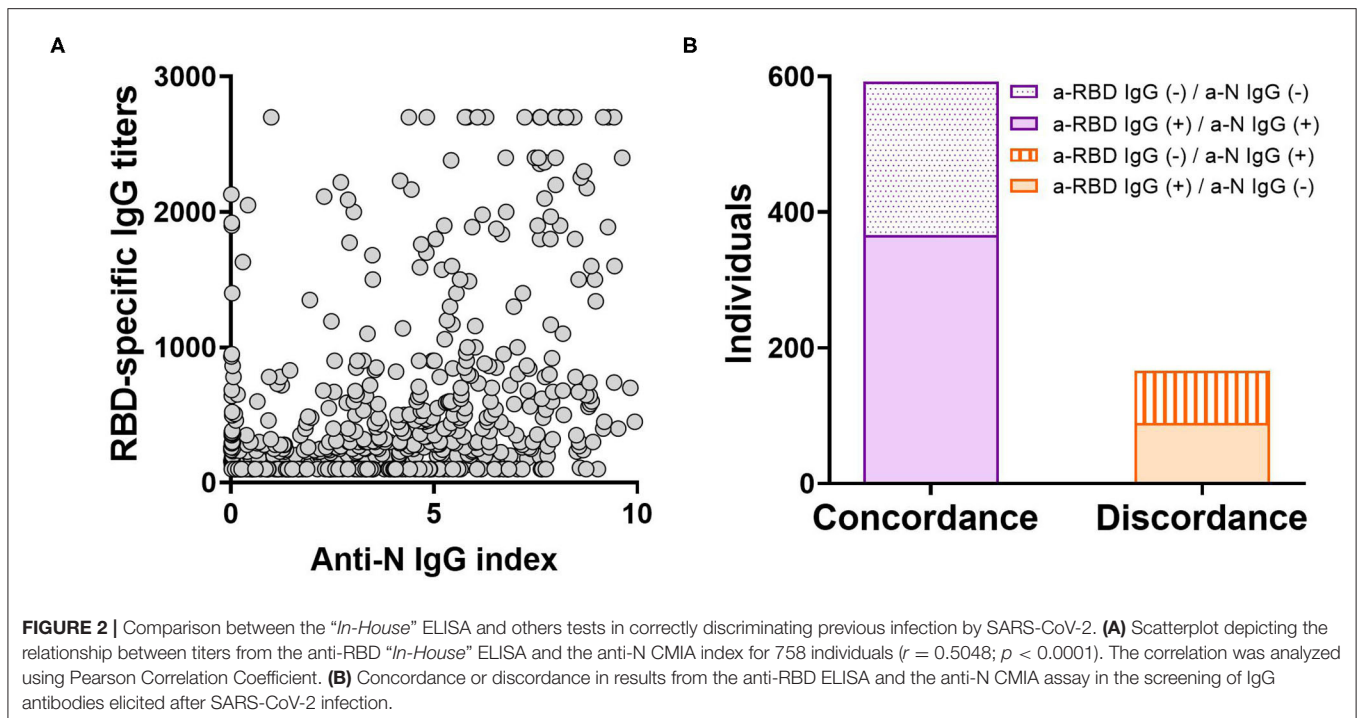 A
3000
2000
1000
0
RBD-specific IgG titers
0
5
10
Anti-N IgG index
B
600
400
200
0
Individuals
a-RBD IgG (-) / a-N IgG (-)
a-RBD IgG (+) / a-N IgG (+)
a-RBD IgG (-) / a-N IgG (+)
a-RBD IgG (+) / a-N IgG (-)
Concordance
Discordance
FIGURE 2 | Comparison between the “In-House” ELISA and others tests in correctly discriminating previous infection by SARS-CoV-2. (A) Scatterplot depicting the
relationship between titers from the anti-RBD “In-House” ELISA and the anti-N CMIA index for 758 individuals (r = 0.5048; p < 0.0001). The correlation was analyzed
using Pearson Correlation Coefficient. (B) Concordance or discordance in results from the anti-RBD ELISA and the anti-N CMIA assay in the screening of IgG
antibodies elicited after SARS-CoV-2 infection.